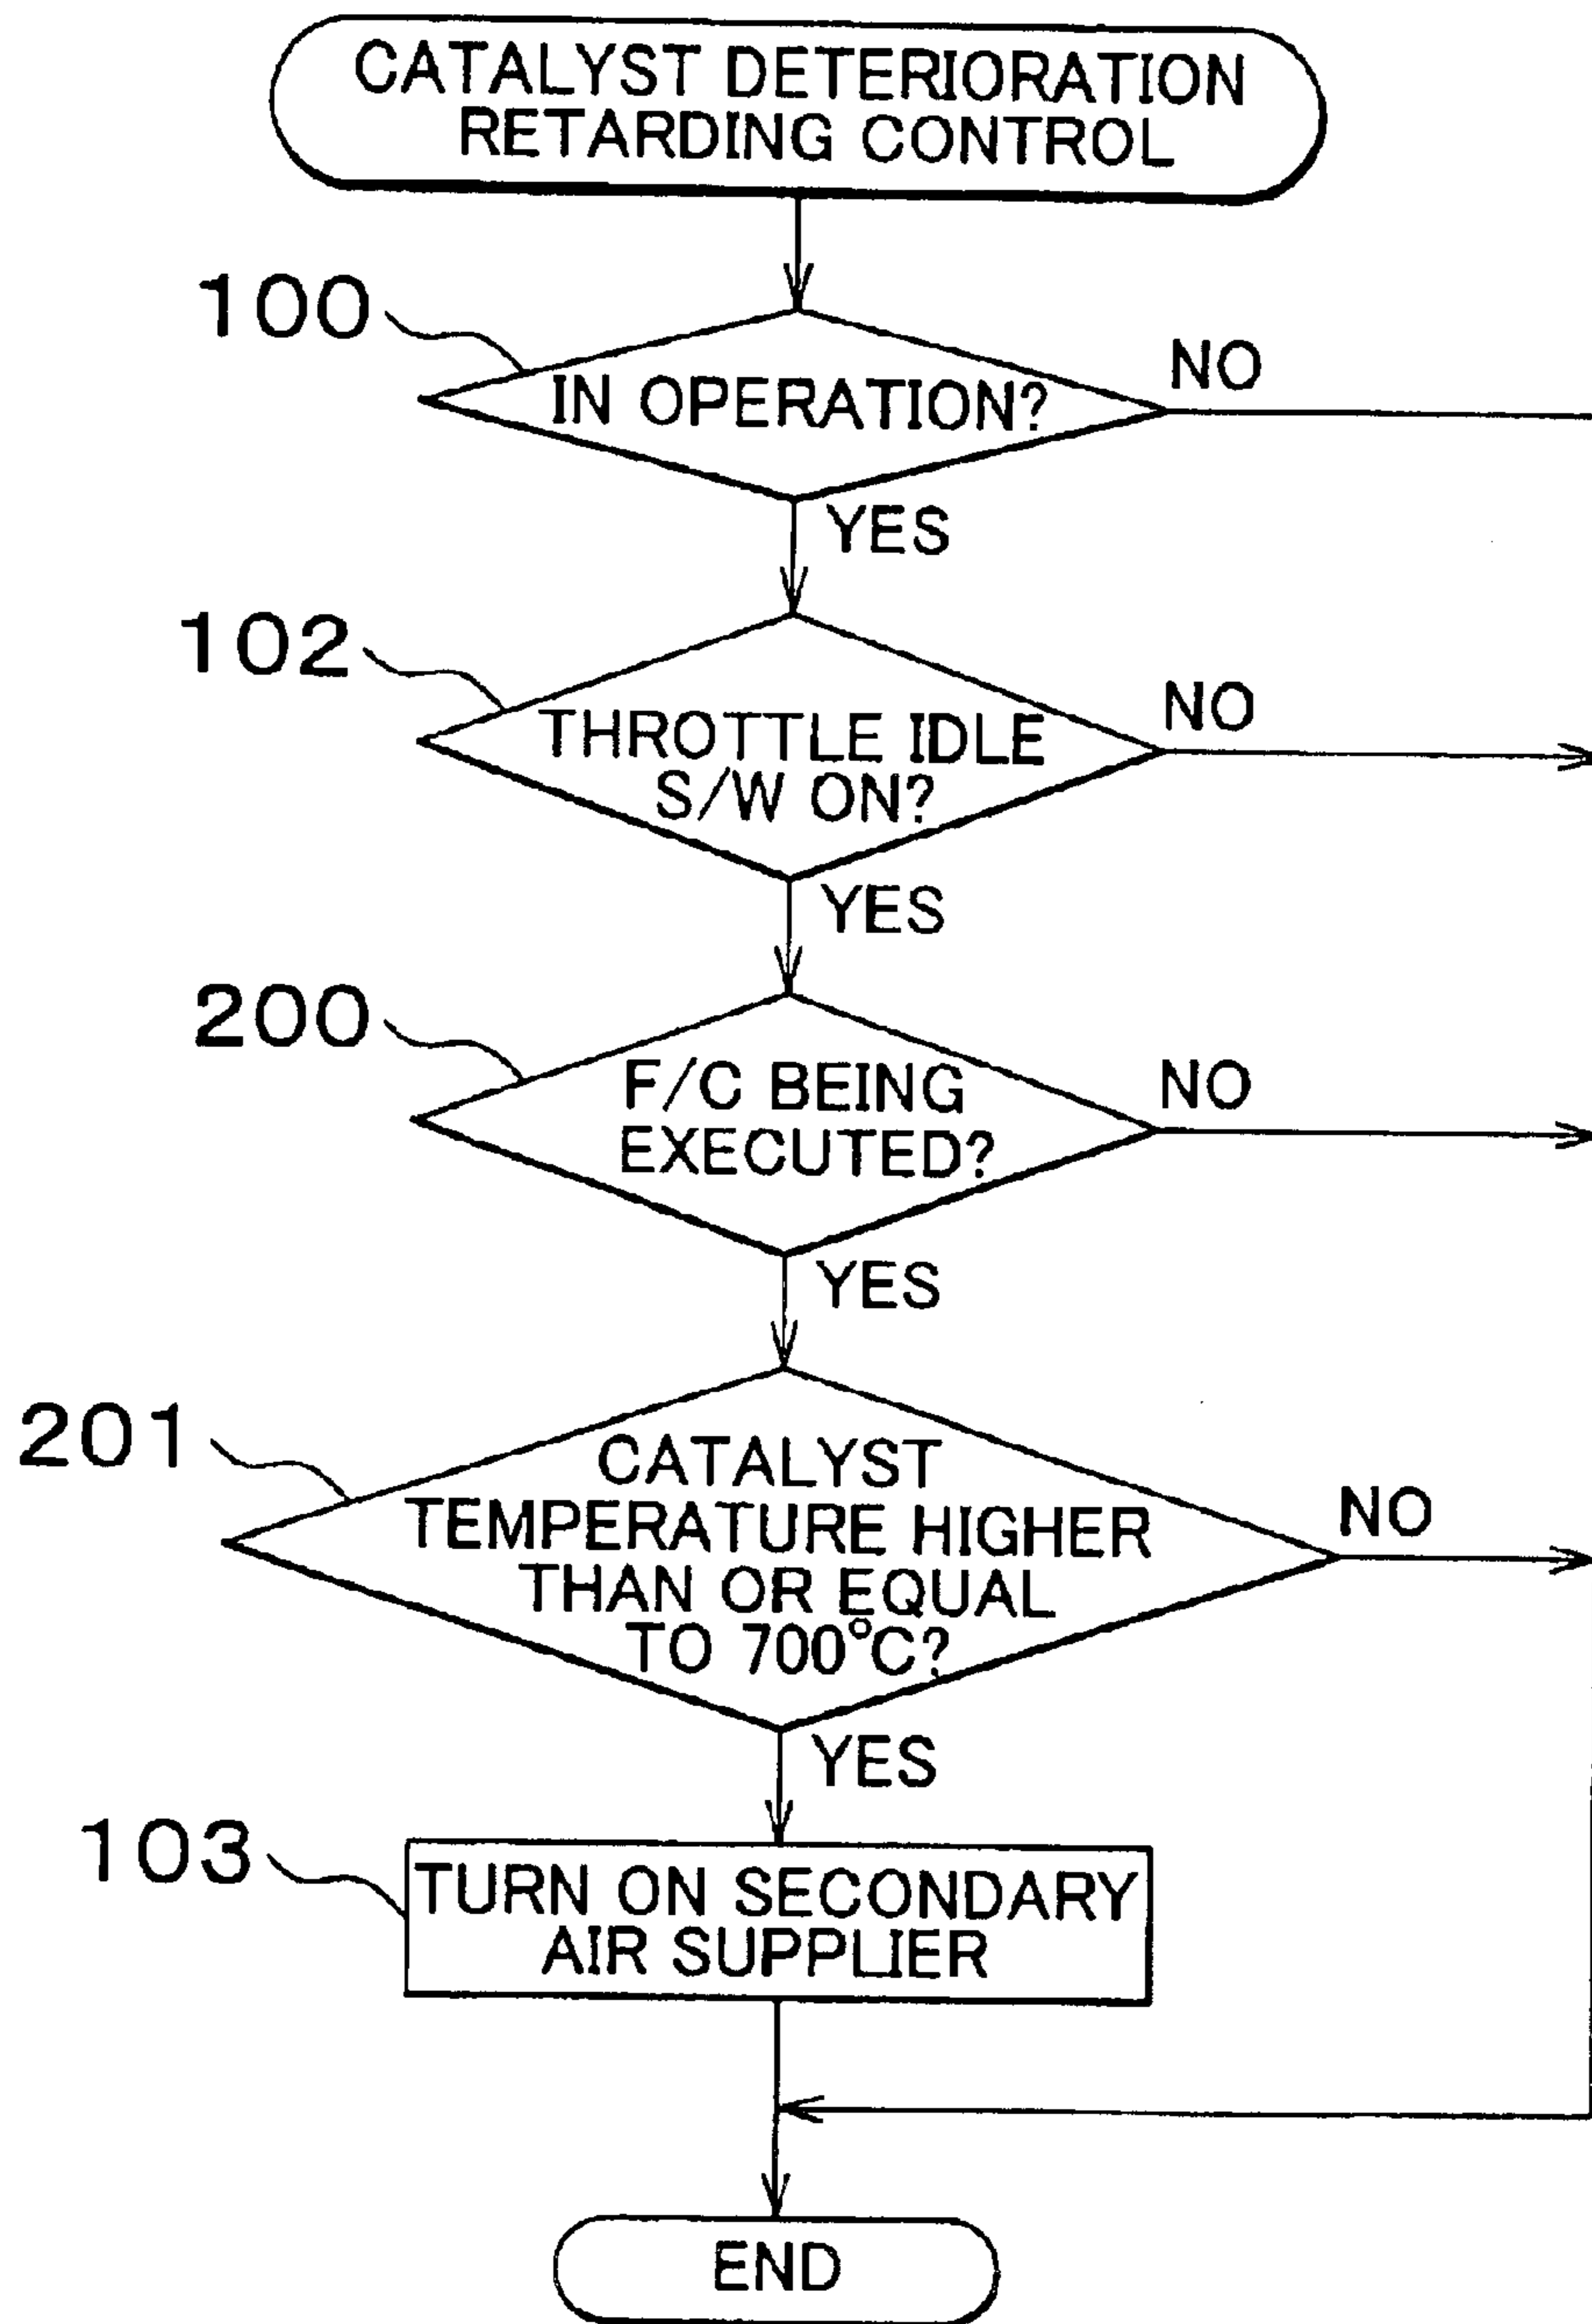 CATALYST DETERIORATION
RETARDING CONTROL
100
IN OPERATION?
NO
YES
102
THROTTLE IDLE
S/W ON?
NO
YES
200
F/C BEING
EXECUTED?
NO
YES
201
CATALYST
TEMPERATURE HIGHER
THAN OR EQUAL
TO 700°C?
NO
YES
103
TURN ON SECONDARY
AIR SUPPLIER
END